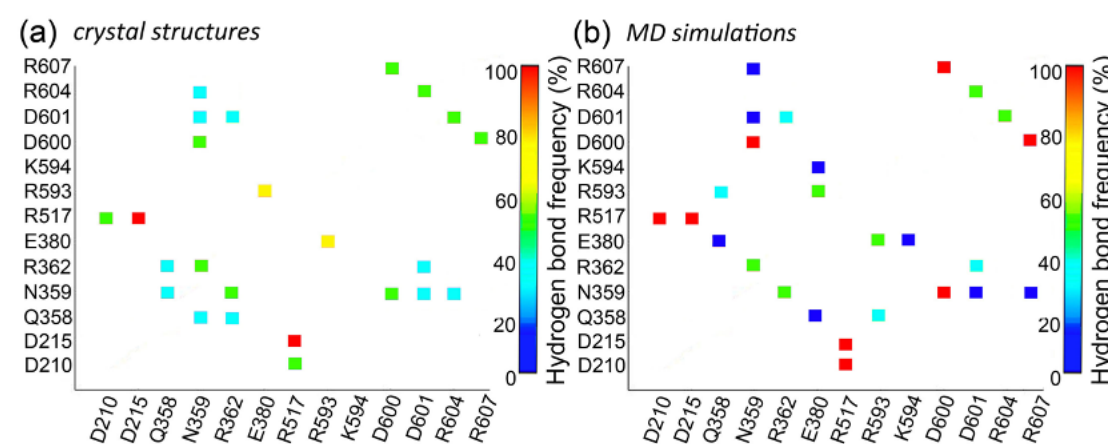 (a) crystal structures
R607
R604
D601
D600
K594
R593
R517
E380
R362
N359
Q358
D215
D210
D210 D215 Q358 N359 R362 E380 R517 R593 K594 D600 D601 R604 R607
100
80
60
40
20
0
Hydrogen bond frequency (%)
(b) MD simulations
R607
R604
D601
D600
K594
R593
R517
E380
R362
N359
Q358
D215
D210
D210 D215 Q358 N359 R362 E380 R517 R593 K594 D600 D601 R604 R607
100
80
60
40
20
0
Hydrogen bond frequency (%)